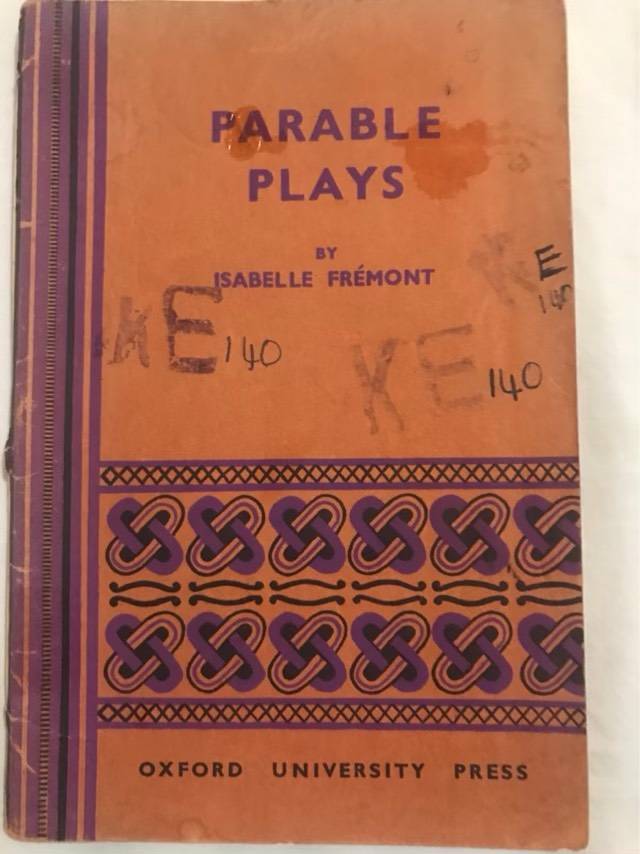 PARABLE
PLAYS
BY
ISABELLE FRÉMONT
KE
140
KE 140
KE 140
OXFORD UNIVERSITY PRESS